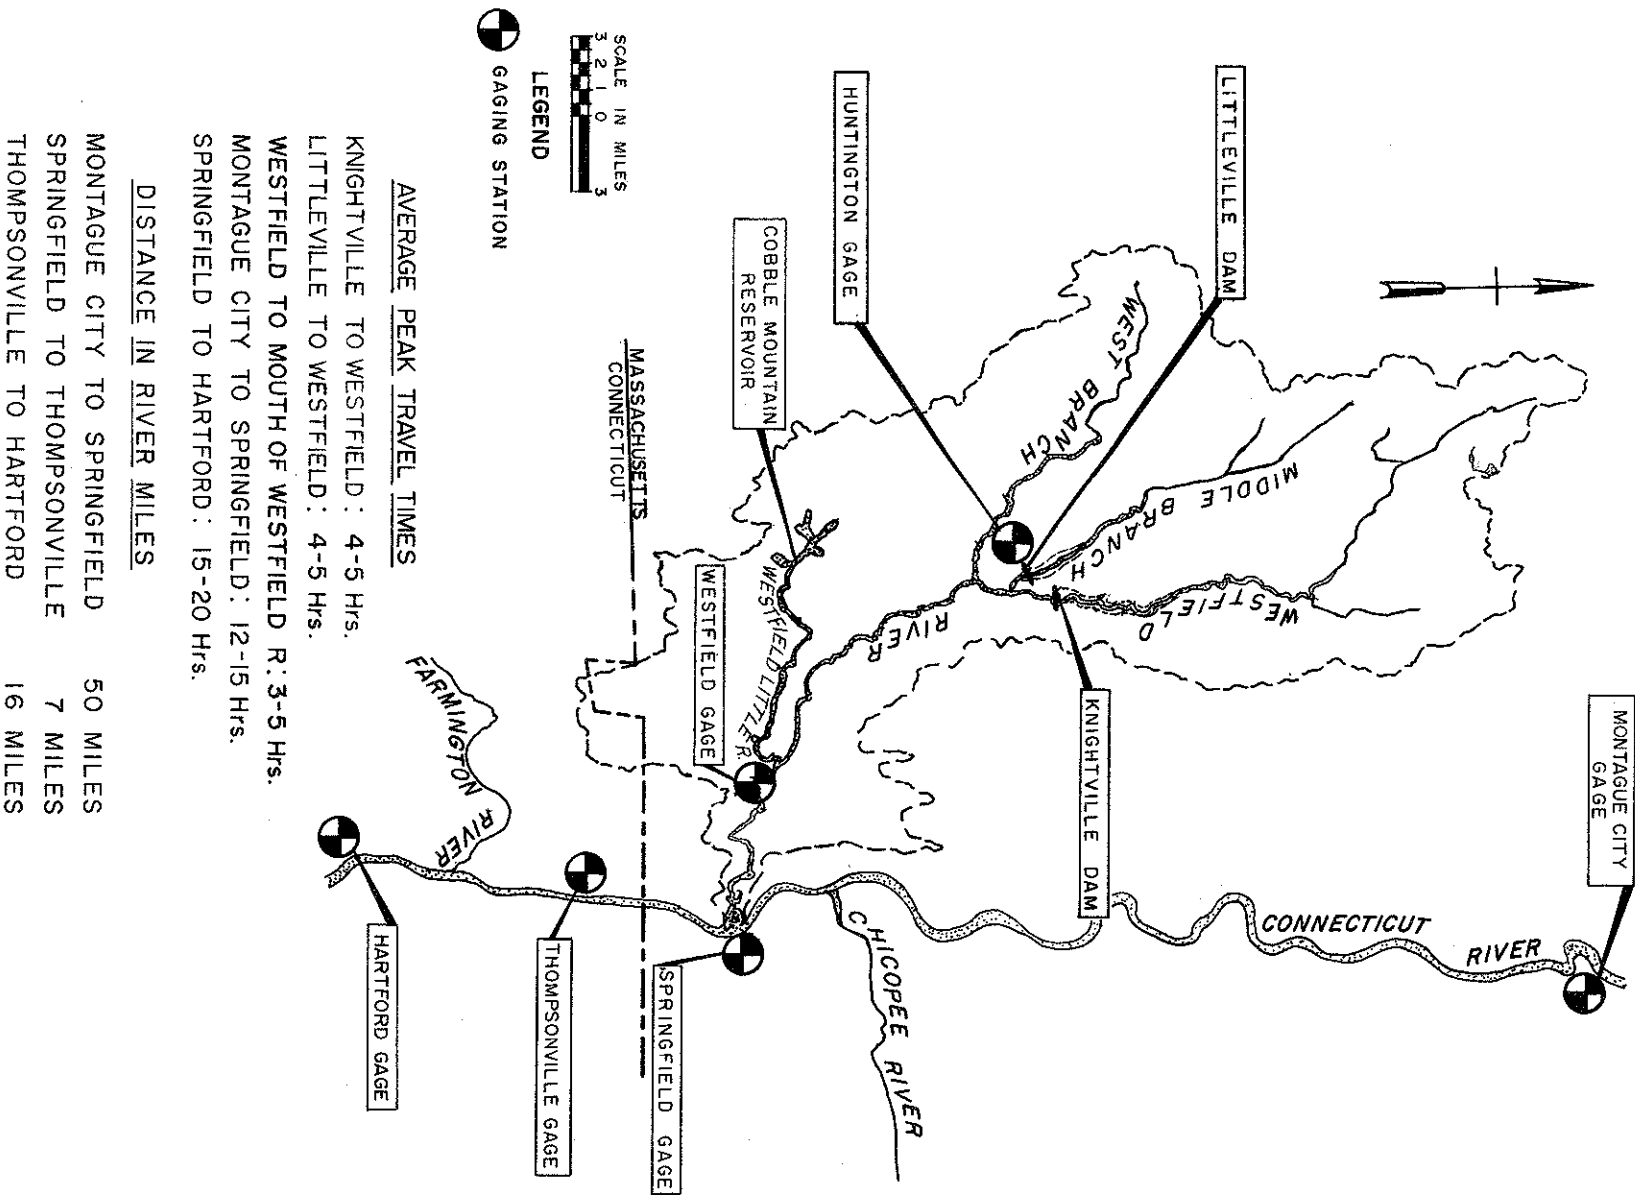 MONTAGUE CITY
GAGE
LITTLEVILLE DAM
HUNTINGTON GAGE
KNIGHTVILLE DAM
COBBLE MOUNTAIN
RESERVOIR
WESTFIELD GAGE
SPRINGFIELD GAGE
THOMPSONVILLE GAGE
HARTFORD GAGE
WEST BRANCH
MIDDLE BRANCH
WESTFIELD
RIVER
WESTFIELD LITTLE R.
CONNECTICUT
RIVER
CHICOPEE RIVER
FARMINGTON
RIVER
MASSACHUSETTS
CONNECTICUT
SCALE IN MILES
3 2 1 0 3
LEGEND
GAGING STATION
AVERAGE PEAK TRAVEL TIMES
KNIGHTVILLE TO WESTFIELD: 4-5 Hrs.
LITTLEVILLE TO WESTFIELD: 4-5 Hrs.
WESTFIELD TO MOUTH OF WESTFIELD R: 3-5 Hrs.
MONTAGUE CITY TO SPRINGFIELD: 12-15 Hrs.
SPRINGFIELD TO HARTFORD: 15-20 Hrs.
DISTANCE IN RIVER MILES
MONTAGUE CITY TO SPRINGFIELD 50 MILES
SPRINGFIELD TO THOMPSONVILLE 7 MILES
THOMPSONVILLE TO HARTFORD 16 MILES